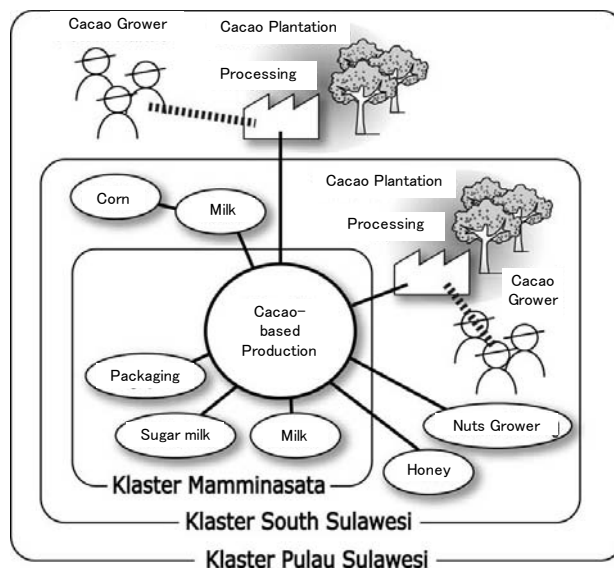 Cacao Grower
Cacao Plantation
Processing
Cacao Plantation
Processing
Cacao
Grower
Corn
Milk
Cacao-
based
Production
Packaging
Sugar milk
Milk
Nuts Grower
Honey
Klaster Mamminasata
Klaster South Sulawesi
Klaster Pulau Sulawesi